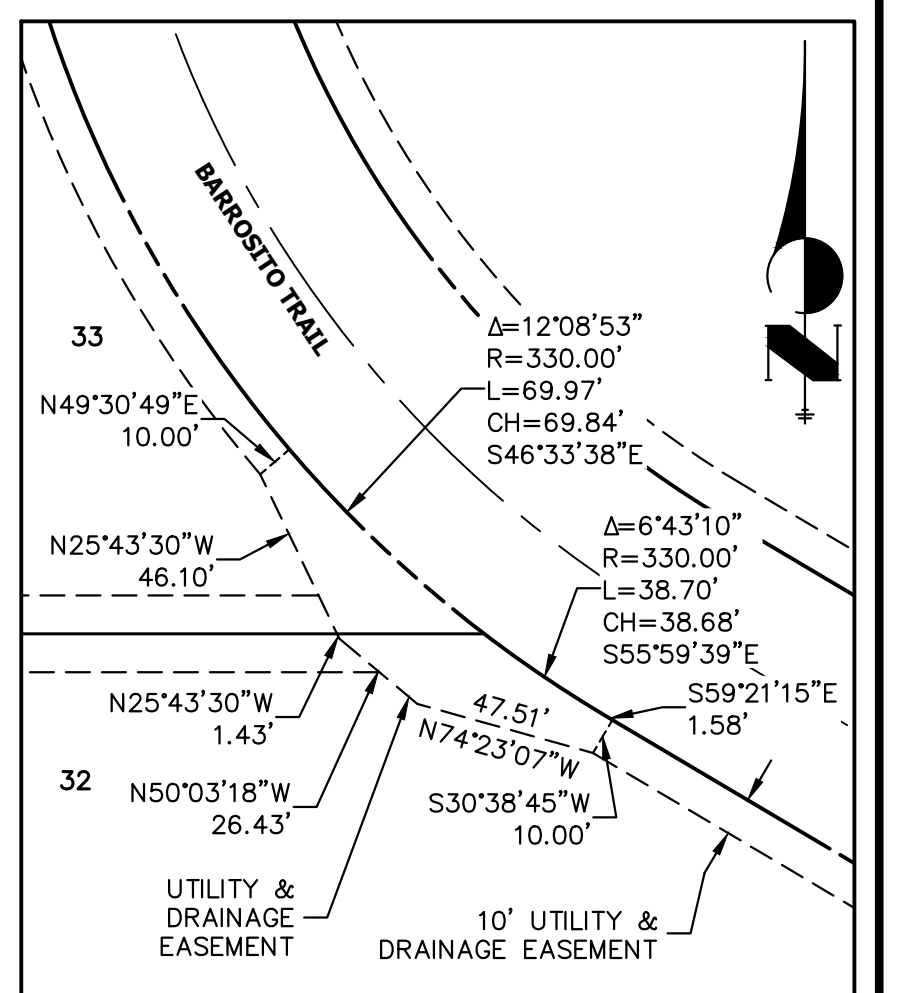 BARROSITO TRAIL
N
Δ=12°08'53"
R=330.00'
L=69.97'
CH=69.84'
S46°33'38"E
33
N49°30'49"E
10.00'
N25°43'30"W
46.10'
Δ=6°43'10"
R=330.00'
L=38.70'
CH=38.68'
S55°59'39"E
S59°21'15"E
1.58'
N25°43'30"W
1.43'
47.51'
N74°23'07"W
32
N50°03'18"W
26.43'
S30°38'45"W
10.00'
UTILITY &
DRAINAGE
EASEMENT
10' UTILITY &
DRAINAGE EASEMENT